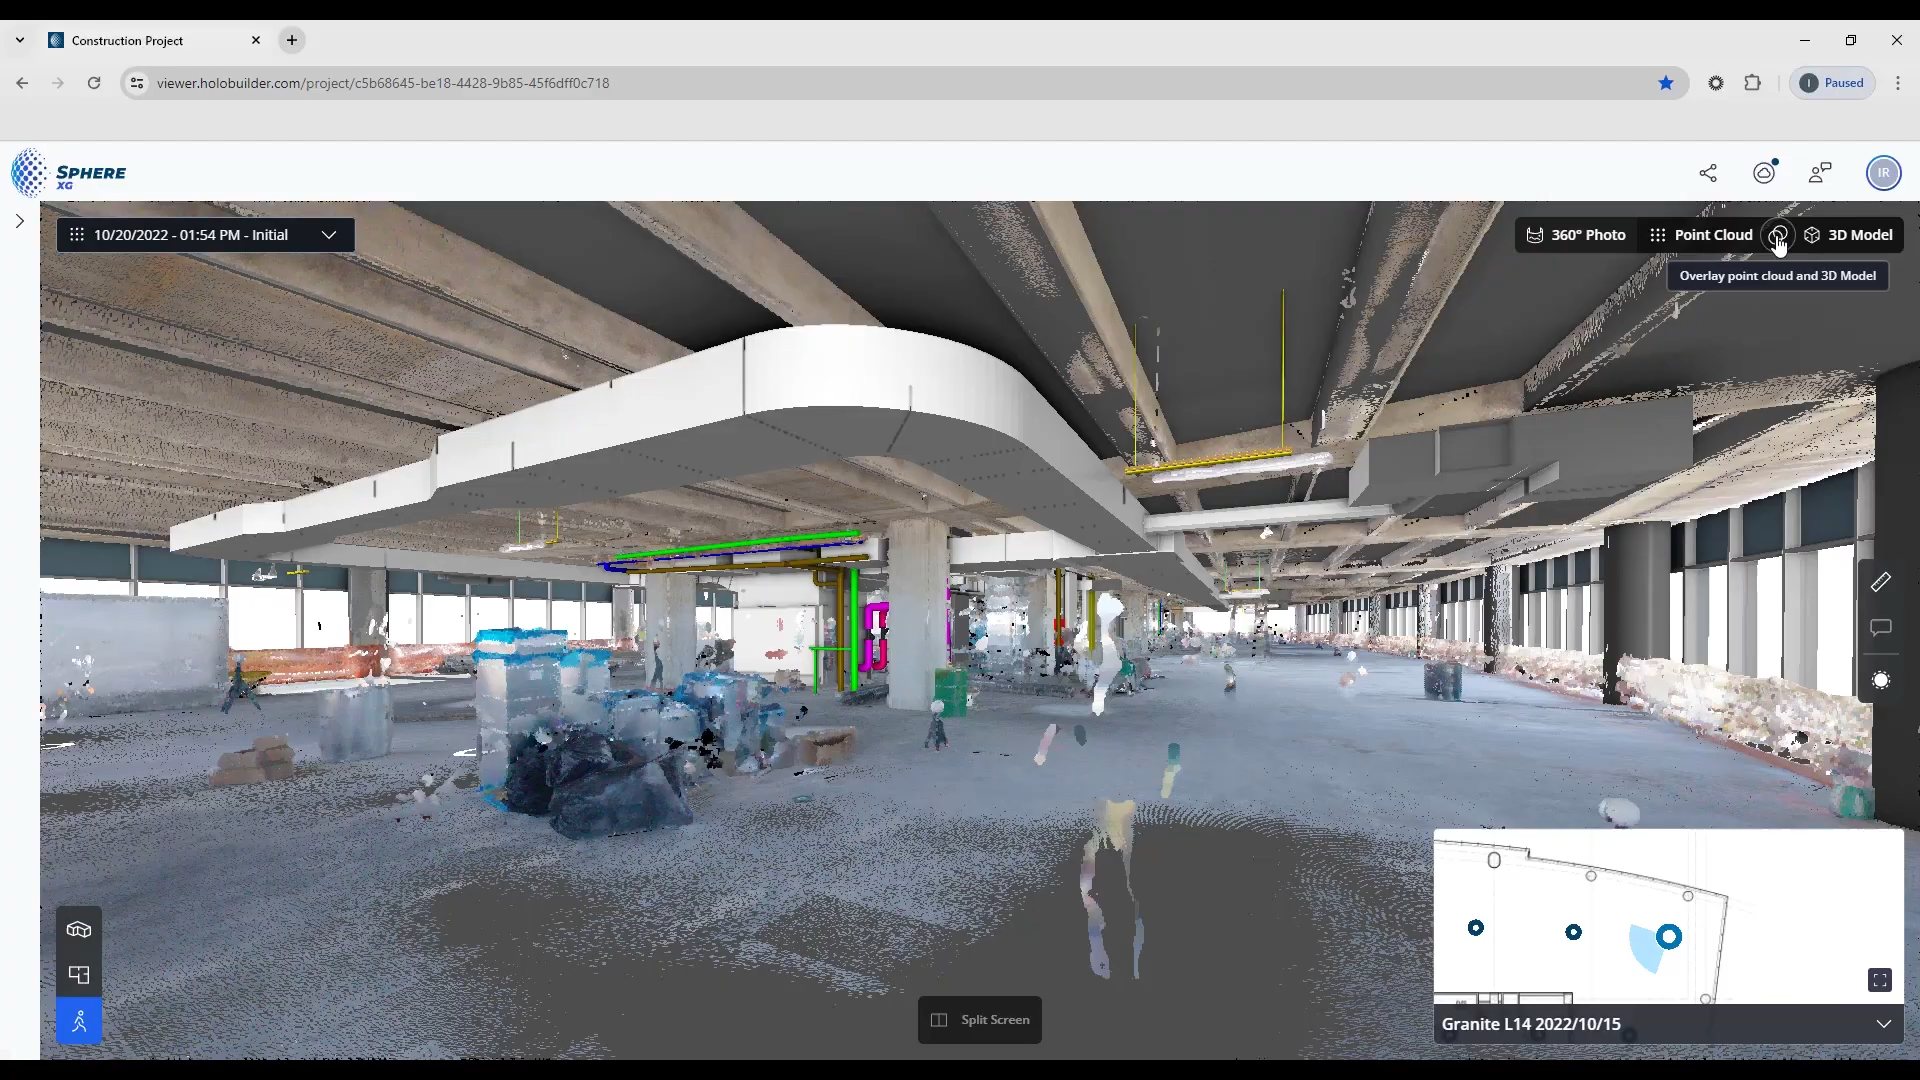 Construction Project
viewer.holobuilder.com/project/c5b68645-be18-4428-9b85-45f6dff0c718
I
Paused
SPHERE
XG
IR
10/20/2022 - 01:54 PM - Initial
360° Photo
Point Cloud
3D Model
Overlay point cloud and 3D Model
Split Screen
Granite L14 2022/10/15